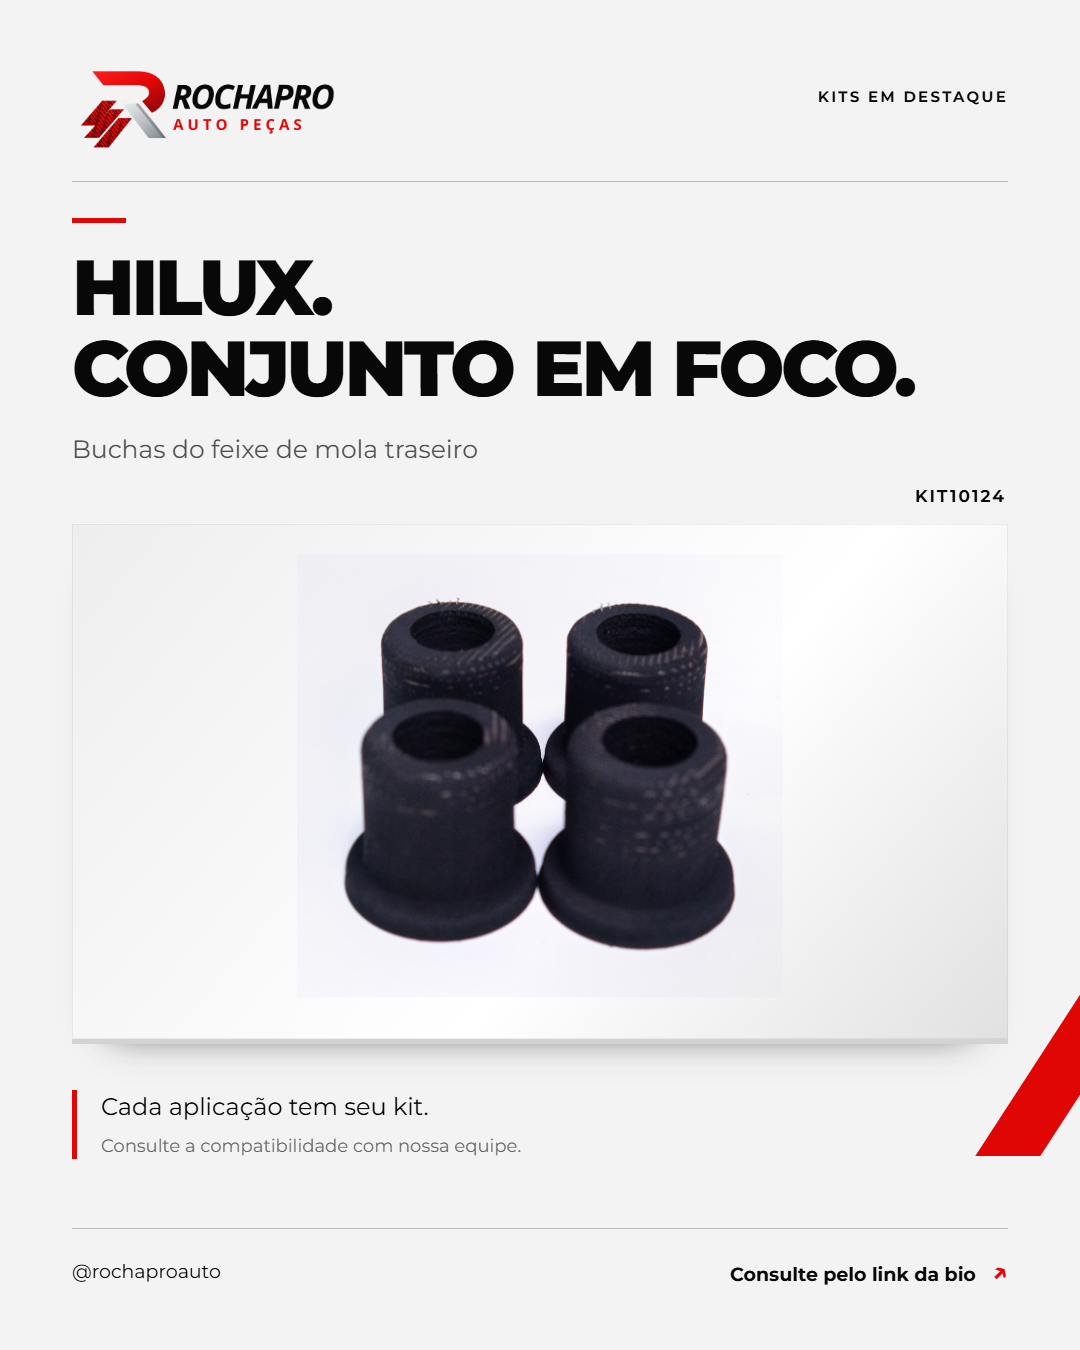 ROCHAPRO
AUTO PEÇAS
KITS EM DESTAQUE
HILUX.
CONJUNTO EM FOCO.
Buchas do feixe de mola traseiro
KIT10124
Cada aplicação tem seu kit.
Consulte a compatibilidade com nossa equipe.
@rochaproauto
Consulte pelo link da bio